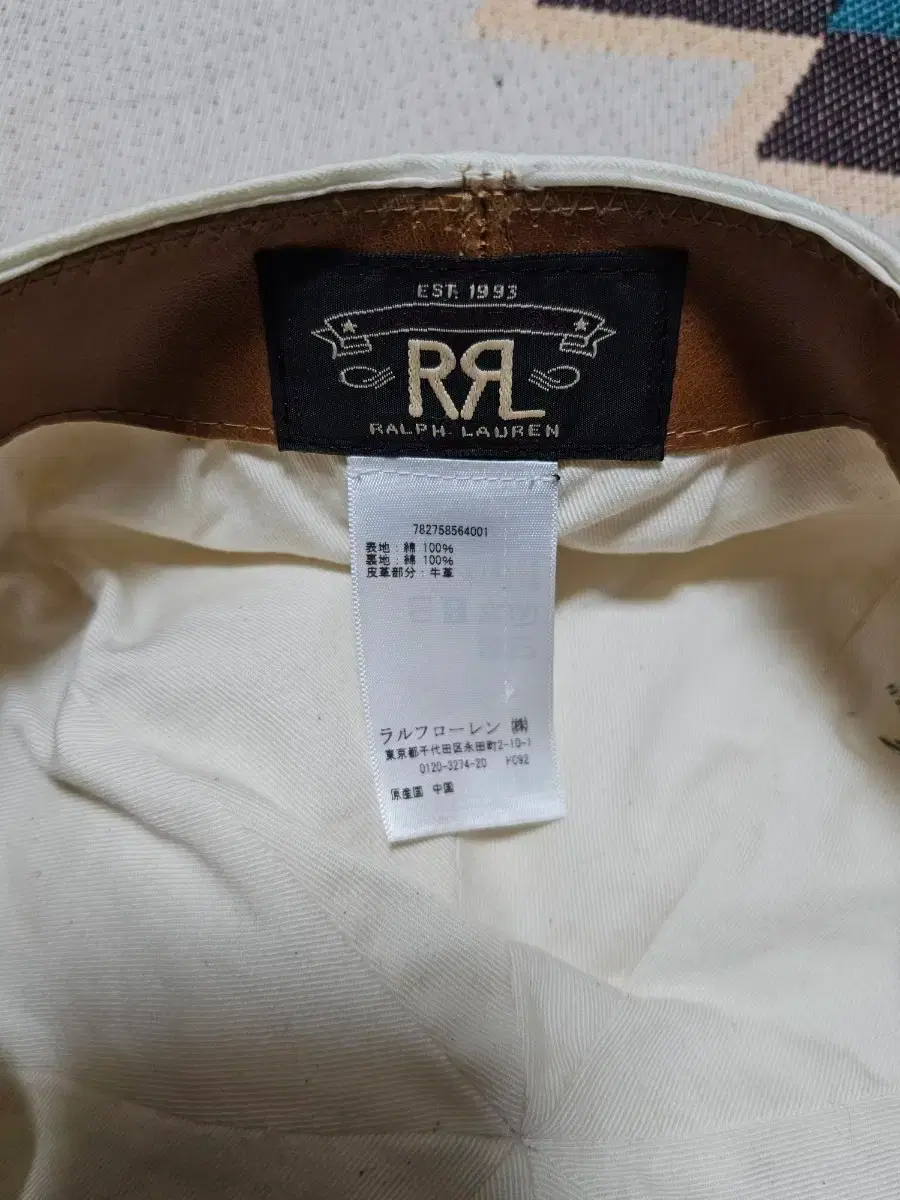 EST. 1993
RRL
RALPH LAUREN
782758564001
表地：綿 100%
裏地：綿 100%
皮革部分：牛革
ラルフローレン ㈱
東京都千代田区永田町2-10-1
0120-3274-20 HC92
原産国 中国